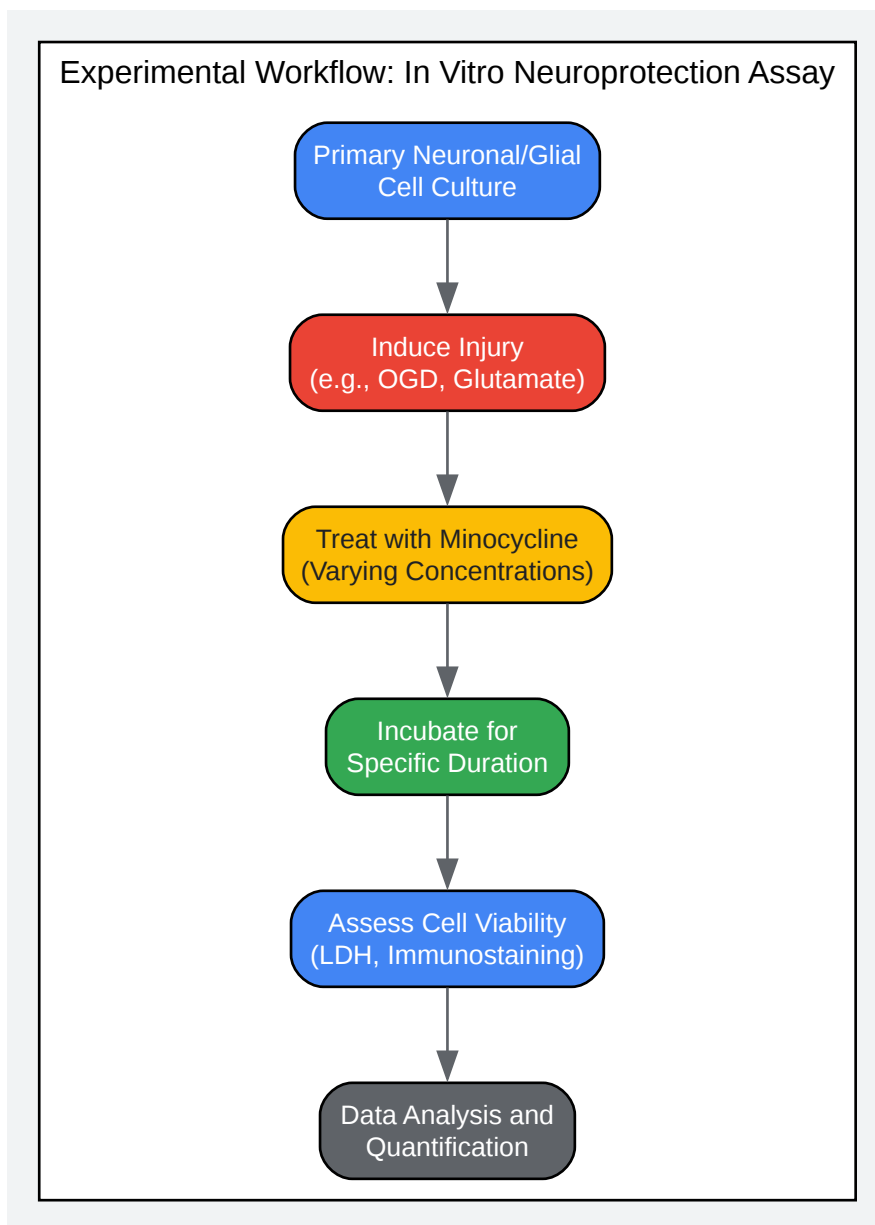 Experimental Workflow: In Vitro Neuroprotection Assay
Primary Neuronal/Glial
Cell Culture
Induce Injury
(e.g., OGD, Glutamate)
Treat with Minocycline
(Varying Concentrations)
Incubate for
Specific Duration
Assess Cell Viability
(LDH, Immunostaining)
Data Analysis and
Quantification